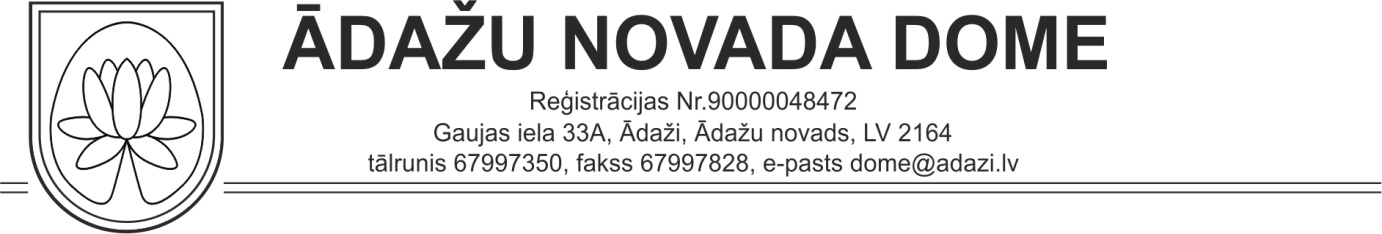 ĀDAŽU NOVADA DOME
Reģistrācijas Nr.90000048472
Gaujas iela 33A, Ādaži, Ādažu novads, LV 2164
tālrunis 67997350, fakss 67997828, e-pasts dome@adazi.lv